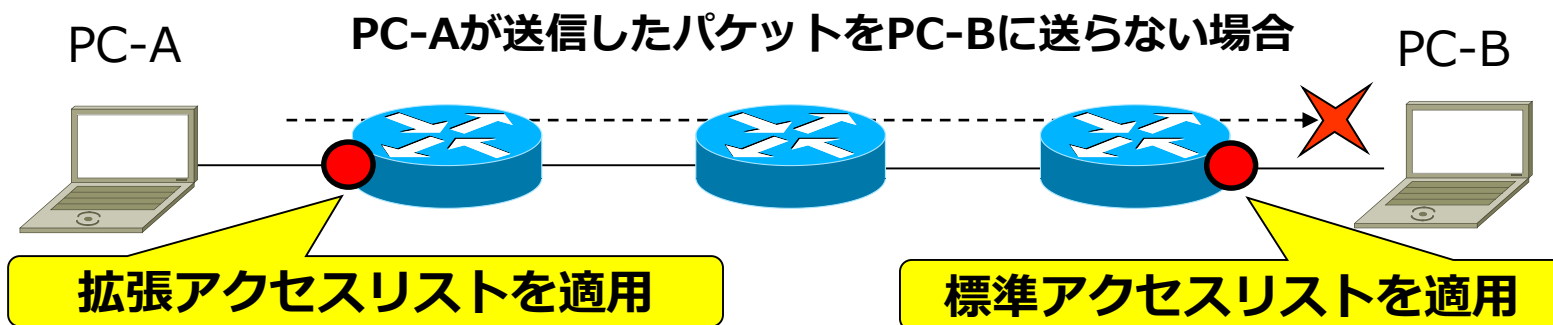 PC-A
PC-Aが送信したパケットをPC-Bに送らない場合
PC-B
拡張アクセスリストを適用
標準アクセスリストを適用